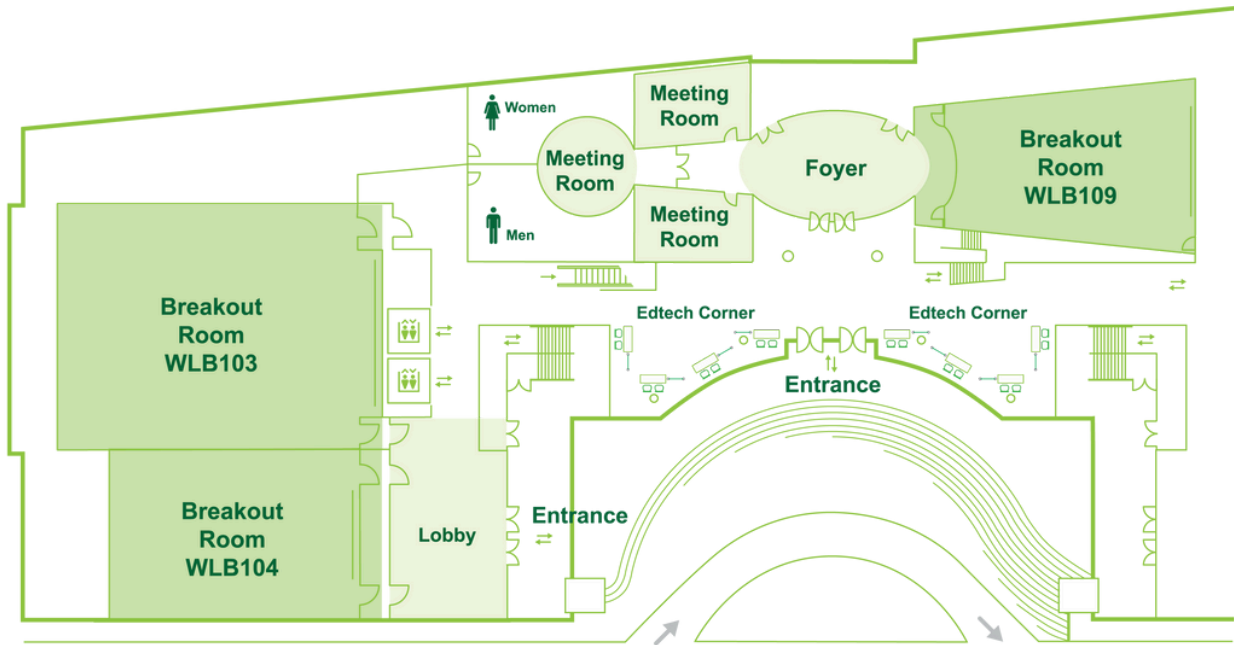 Women
Meeting
Room
Meeting
Room
Foyer
Breakout
Room
WLB109
Meeting
Room
Men
Breakout
Room
WLB103
Edtech Corner
Edtech Corner
Entrance
Breakout
Room
WLB104
Lobby
Entrance